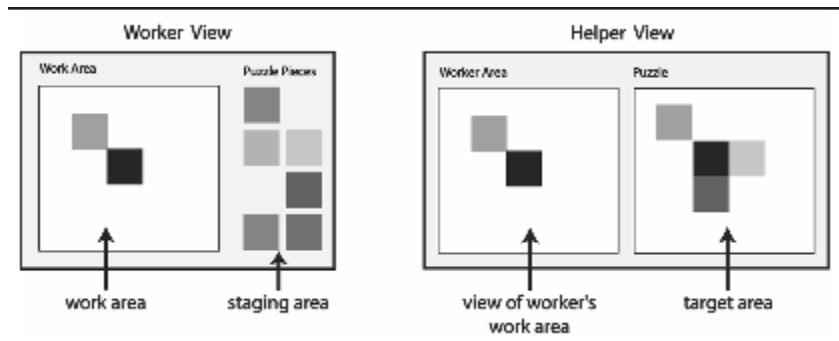 Worker View
Helper View
Work Area
Puzzle Pieces
Worker Area
Puzzle
work area
staging area
view of worker's
work area
target area